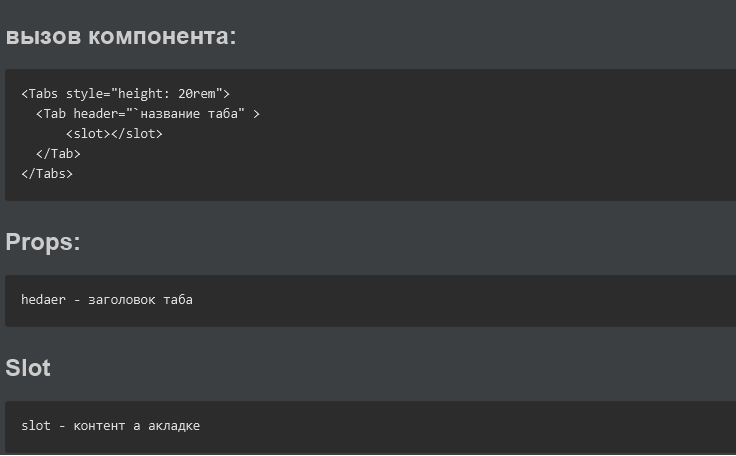 вызов компонента:
<Tabs style="height: 20rem">
  <Tab header="`название таба" >
      <slot></slot>
  </Tab>
</Tabs>
Props:
hedaer - заголовок таба
Slot
slot - контент а акладке